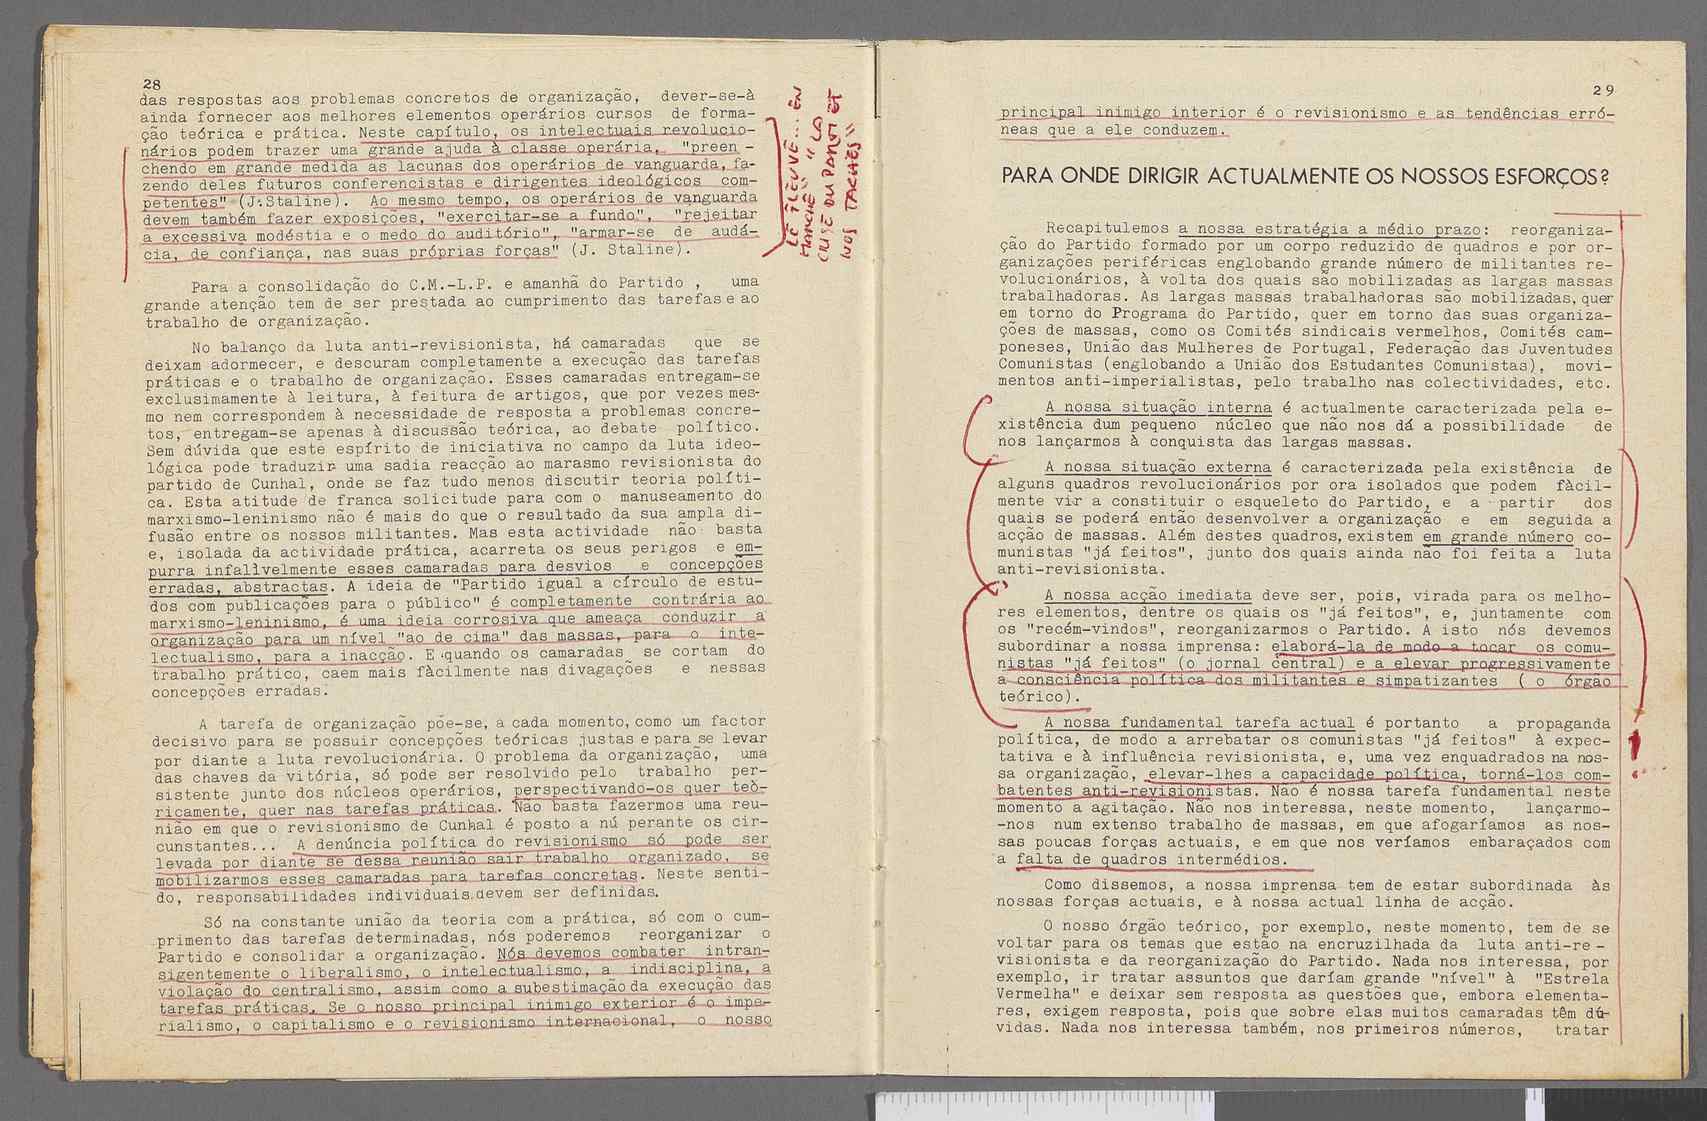 28
das respostas aos problemas concretos de organização, dever-se-à
ainda fornecer aos melhores elementos operários cursos de forma-
ção teórica e prática. Neste capítulo, os intelectuais revolucio-
nários podem trazer uma grande ajuda à classe operária, "preen -
chendo em grande medida as lacunas dos operários de vanguarda, fa-
zendo deles futuros conferencistas e dirigentes ideológicos com-
petentes" (J.Staline). Ao mesmo tempo, os operários de vanguarda
devem também fazer exposições, "exercitar-se a fundo", "rejeitar
a excessiva modéstia e o medo do auditório", "armar-se de audá-
cia, de confiança, nas suas próprias forças" (J. Staline).
Para a consolidação do C.M.-L.P. e amanhã do Partido , uma
grande atenção tem de ser prestada ao cumprimento das tarefas e ao
trabalho de organização.
No balanço da luta anti-revisionista, há camaradas que se
deixam adormecer, e descuram completamente a execução das tarefas
práticas e o trabalho de organização. Esses camaradas entregam-se
exclusimamente à leitura, à feitura de artigos, que por vezes mes-
mo nem correspondem à necessidade de resposta a problemas concre-
tos, entregam-se apenas à discussão teórica, ao debate político.
Sem dúvida que este espírito de iniciativa no campo da luta ideo-
lógica pode traduzir uma sadia reacção ao marasmo revisionista do
partido de Cunhal, onde se faz tudo menos discutir teoria políti-
ca. Esta atitude de franca solicitude para com o manuseamento do
marxismo-leninismo não é mais do que o resultado da sua ampla di-
fusão entre os nossos militantes. Mas esta actividade não basta
e, isolada da actividade prática, acarreta os seus perigos e em-
purra infalìvelmente esses camaradas para desvios e concepções
erradas, abstractas. A ideia de "Partido igual a círculo de estu-
dos com publicações para o público" é completamente contrária ao
marxismo-leninismo, é uma ideia corrosiva que ameaça conduzir a
organização para um nível "ao de cima" das massas, para o inte-
lectualismo, para a inacção. E quando os camaradas se cortam do
trabalho prático, caem mais fàcilmente nas divagações e nessas
concepções erradas.
A tarefa de organização põe-se, a cada momento, como um factor
decisivo para se possuir concepções teóricas justas e para se levar
por diante a luta revolucionária. O problema da organização, uma
das chaves da vitória, só pode ser resolvido pelo trabalho per-
sistente junto dos núcleos operários, perspectivando-os quer teò-
ricamente, quer nas tarefas práticas. Não basta fazermos uma reu-
nião em que o revisionismo de Cunhal é posto a nú perante os cir-
cunstantes... A denúncia política do revisionismo só pode ser
levada por diante se dessa reunião sair trabalho organizado, se
mobilizarmos esses camaradas para tarefas concretas. Neste senti-
do, responsabilidades individuais devem ser definidas.
Só na constante união da teoria com a prática, só com o cum-
primento das tarefas determinadas, nós poderemos reorganizar o
Partido e consolidar a organização. Nós devemos combater intran-
sigentemente o liberalismo, o intelectualismo, a indisciplina, a
violação do centralismo, assim como a subestimação da execução das
tarefas práticas. Se o nosso principal inimigo exterior é o impe-
rialismo, o capitalismo e o revisionismo internacional, o nosso
LE FLEUVE... EN
MARCHE" "LA
CRISE DU PARTI ET
NOS TACHES"
29
principal inimigo interior é o revisionismo e as tendências erró-
neas que a ele conduzem.
PARA ONDE DIRIGIR ACTUALMENTE OS NOSSOS ESFORÇOS?
Recapitulemos a nossa estratégia a médio prazo: reorganiza-
ção do Partido formado por um corpo reduzido de quadros e por or-
ganizações periféricas englobando grande número de militantes re-
volucionários, à volta dos quais são mobilizadas as largas massas
trabalhadoras. As largas massas trabalhadoras são mobilizadas, quer
em torno do Programa do Partido, quer em torno das suas organiza-
ções de massas, como os Comités sindicais vermelhos, Comités cam-
poneses, União das Mulheres de Portugal, Federação das Juventudes
Comunistas (englobando a União dos Estudantes Comunistas), movi-
mentos anti-imperialistas, pelo trabalho nas colectividades, etc.
A nossa situação interna é actualmente caracterizada pela e-
xistência dum pequeno núcleo que não nos dá a possibilidade de
nos lançarmos à conquista das largas massas.
A nossa situação externa é caracterizada pela existência de
alguns quadros revolucionários por ora isolados que podem fàcil-
mente vir a constituir o esqueleto do Partido, e a partir dos
quais se poderá então desenvolver a organização e em seguida a
acção de massas. Além destes quadros, existem em grande número co-
munistas "já feitos", junto dos quais ainda não foi feita a luta
anti-revisionista.
A nossa acção imediata deve ser, pois, virada para os melho-
res elementos, dentre os quais os "já feitos", e, juntamente com
os "recém-vindos", reorganizarmos o Partido. A isto nós devemos
subordinar a nossa imprensa: elaborá-la de modo a tocar os comu-
nistas "já feitos" (o jornal central) e a elevar progressivamente
a consciência política dos militantes e simpatizantes ( o órgão
teórico).
A nossa fundamental tarefa actual é portanto a propaganda
política, de modo a arrebatar os comunistas "já feitos" à expec-
tativa e à influência revisionista, e, uma vez enquadrados na nos-
sa organização, elevar-lhes a capacidade política, torná-los com-
batentes anti-revisionistas. Não é nossa tarefa fundamental neste
momento a agitação. Não nos interessa, neste momento, lançarmo-
-nos num extenso trabalho de massas, em que afogaríamos as nos-
sas poucas forças actuais, e em que nos veríamos embaraçados com
a falta de quadros intermédios.
Como dissemos, a nossa imprensa tem de estar subordinada às
nossas forças actuais, e à nossa actual linha de acção.
O nosso órgão teórico, por exemplo, neste momento, tem de se
voltar para os temas que estão na encruzilhada da luta anti-re -
visionista e da reorganização do Partido. Nada nos interessa, por
exemplo, ir tratar assuntos que daríam grande "nível" à "Estrela
Vermelha" e deixar sem resposta as questões que, embora elementa-
res, exigem resposta, pois que sobre elas muitos camaradas têm dú-
vidas. Nada nos interessa também, nos primeiros números, tratar